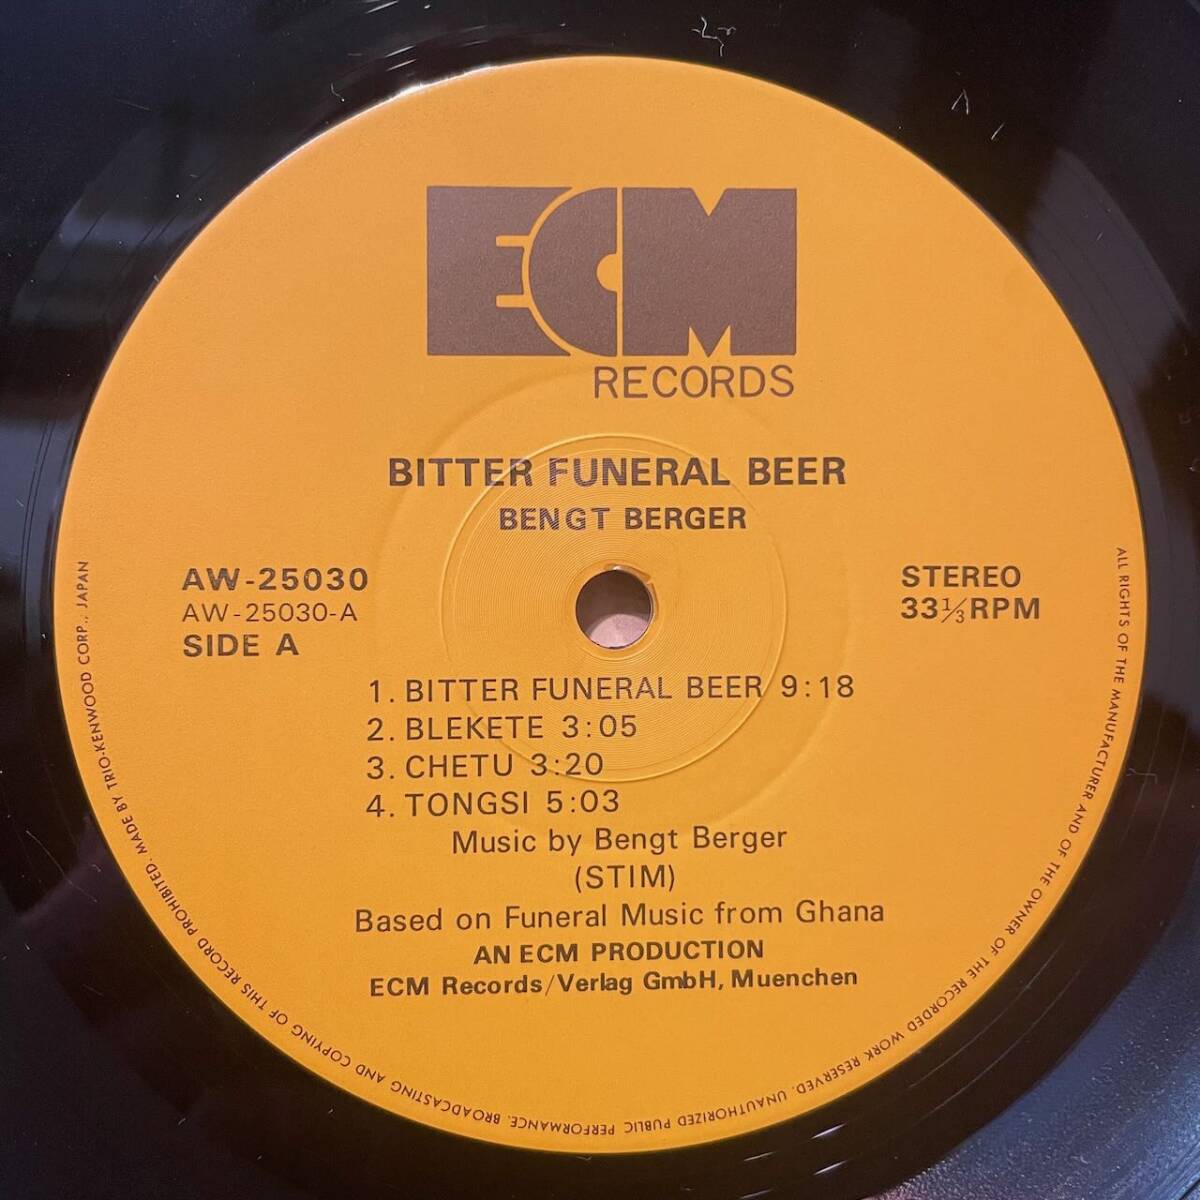 ECM
RECORDS
BITTER FUNERAL BEER
BENGT BERGER
AW-25030
AW-25030-A
SIDE A
STEREO
33 1/3 RPM
1. BITTER FUNERAL BEER 9:18
2. BLEKETE 3:05
3. CHETU 3:20
4. TONGSI 5:03
Music by Bengt Berger
(STIM)
Based on Funeral Music from Ghana
AN ECM PRODUCTION
ECM Records/Verlag GmbH, Muenchen
ALL RIGHTS OF THE MANUFACTURER AND OF THE OWNER OF THE RECORDED WORK RESERVED. UNAUTHORIZED PUBLIC PERFORMANCE. BROADCASTING AND COPYING OF THIS RECORD PROHIBITED. MADE BY TRIO-KENWOOD CORP., JAPAN